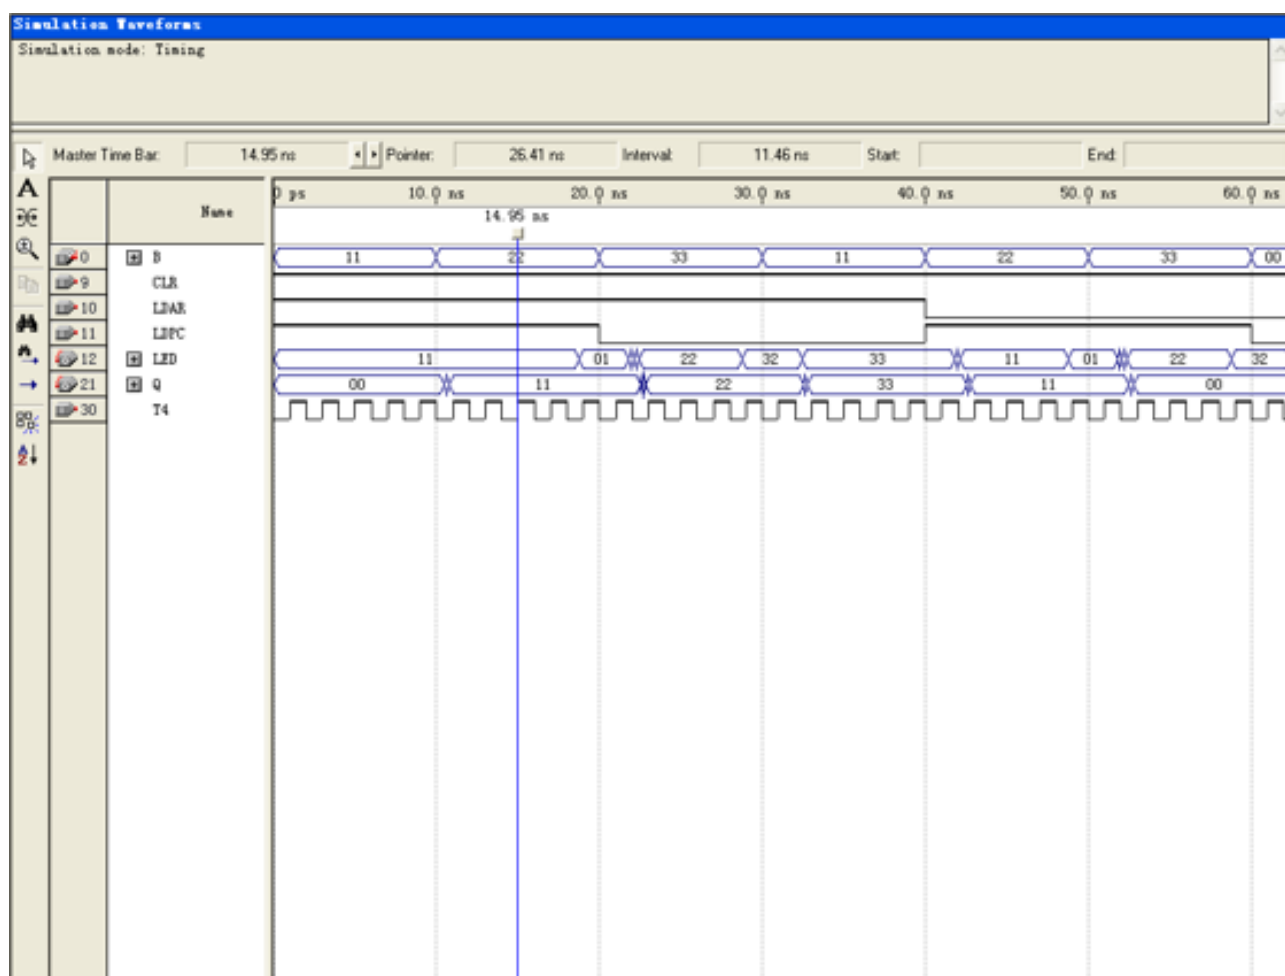 Simulation Waveforms
Simulation mode: Timing
Master Time Bar: 14.95 ns Pointer: 26.41 ns Interval: 11.46 ns Start: End:
Name 0 ps 10.0 ns 20.0 ns 30.0 ns 40.0 ns 50.0 ns 60.0 ns
14.95 ns
0 B 11 22 33 11 22 33 00
9 CLR
10 LDAR
11 LDPC
12 LED 11 01 22 32 33 11 01 22 32
21 Q 00 11 22 33 11 00
30 T4